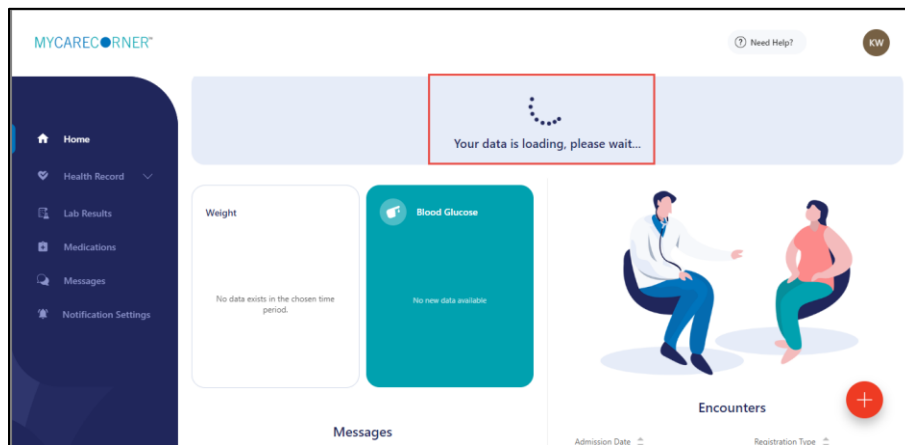 MYCARECORNER™
Need Help?
KW
Your data is loading, please wait...
Home
Health Record
Lab Results
Medications
Messages
Notification Settings
Weight
No data exists in the chosen time
period.
Blood Glucose
No new data available
Messages
Encounters
Admission Date
Registration Type